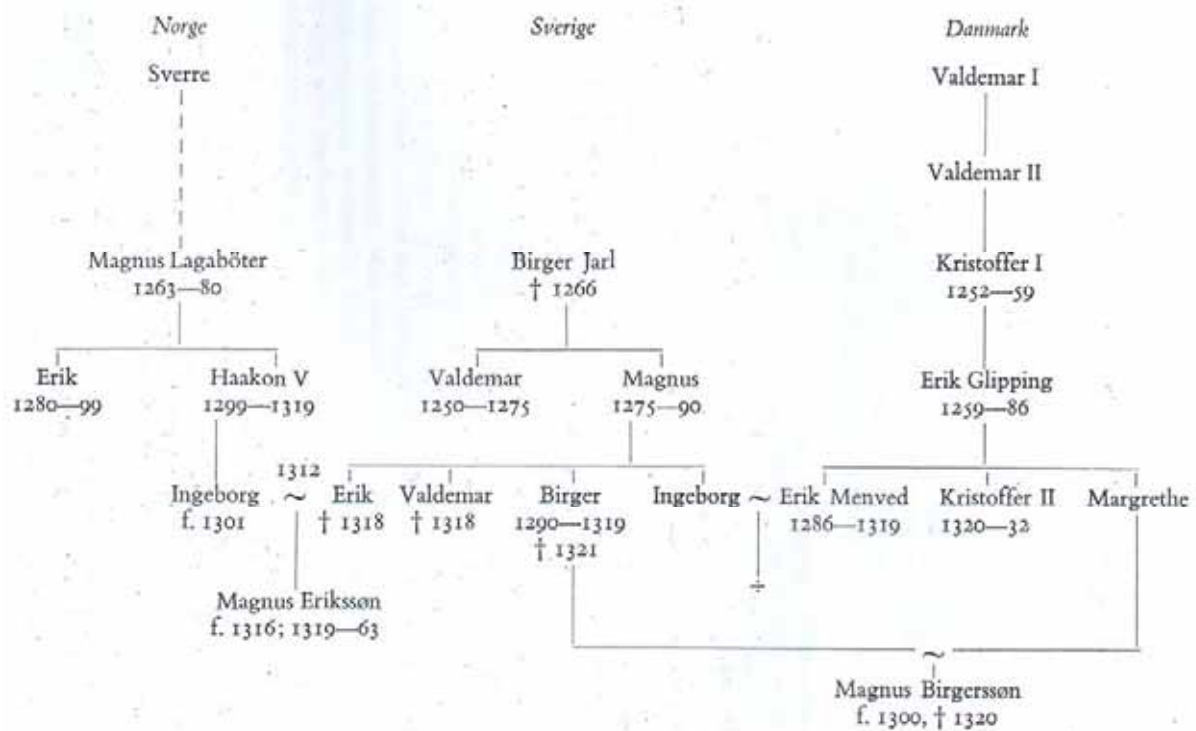 Norge Sverige Danmark
Sverre Valdemar I
Valdemar II
Magnus Lagaböter Birger Jarl Kristoffer I
1263—80 † 1266 1252—59
Erik Haakon V Valdemar Magnus Erik Glipping
1280—99 1299—1319 1250—1275 1275—90 1259—86
1312
Ingeborg ~ Erik Valdemar Birger Ingeborg ~ Erik Menved Kristoffer II Margrethe
f. 1301 † 1318 † 1318 1290—1319 1286—1319 1320—32
† 1321
÷
Magnus Erikssøn
f. 1316; 1319—63
~
Magnus Birgerssøn
f. 1300, † 1320